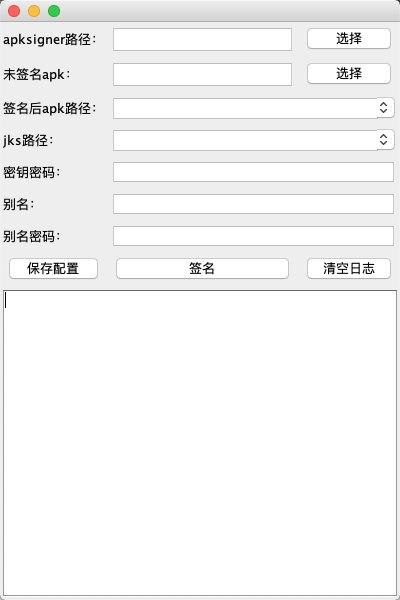 apksigner路径: 选择
未签名apk: 选择
签名后apk路径:
jks路径:
密钥密码:
别名:
别名密码:
保存配置 签名 清空日志